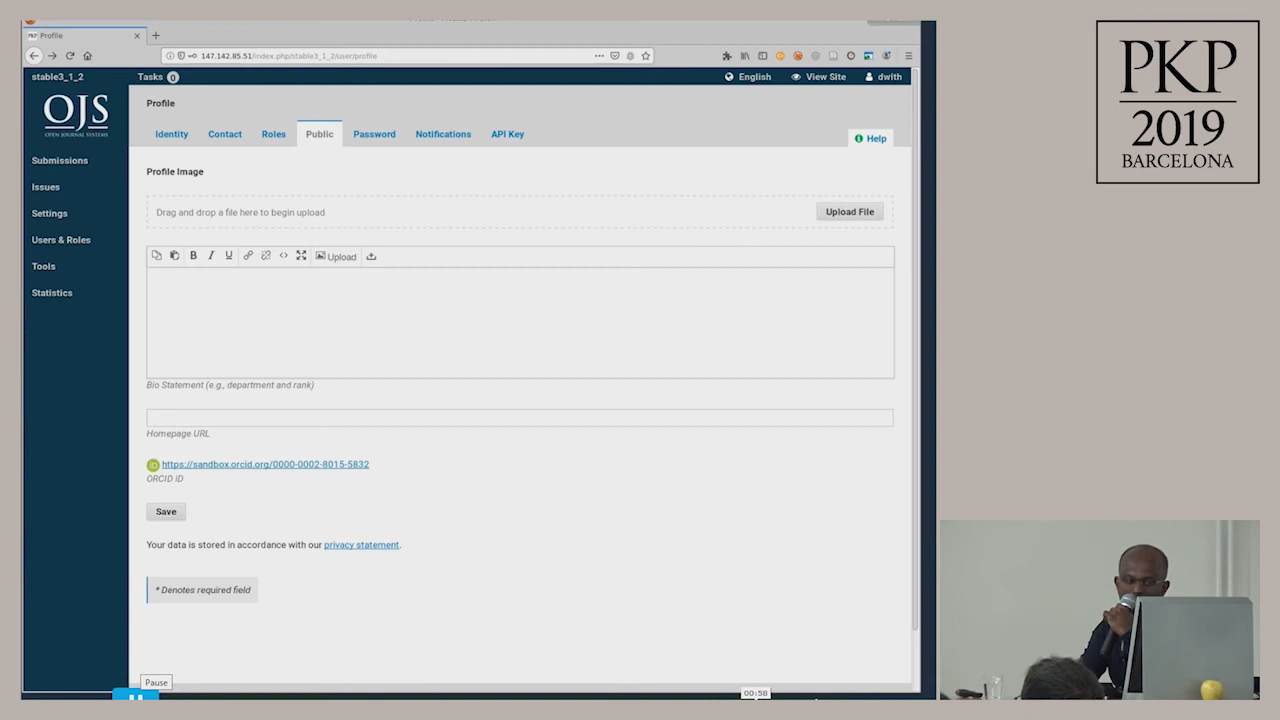 Profile
147.142.85.51/index.php/stable3_1_2/user/profile
stable3_1_2
Tasks 0
English
View Site
dwith
OJS
OPEN JOURNAL SYSTEMS
Submissions
Issues
Settings
Users & Roles
Tools
Statistics
Profile
Identity
Contact
Roles
Public
Password
Notifications
API Key
Help
Profile Image
Drag and drop a file here to begin upload
Upload File
B I U
Upload
Bio Statement (e.g., department and rank)
Homepage URL
iD https://sandbox.orcid.org/0000-0002-8015-5832
ORCID iD
Save
Your data is stored in accordance with our privacy statement.
* Denotes required field
Pause
00:58
PKP
2019
BARCELONA